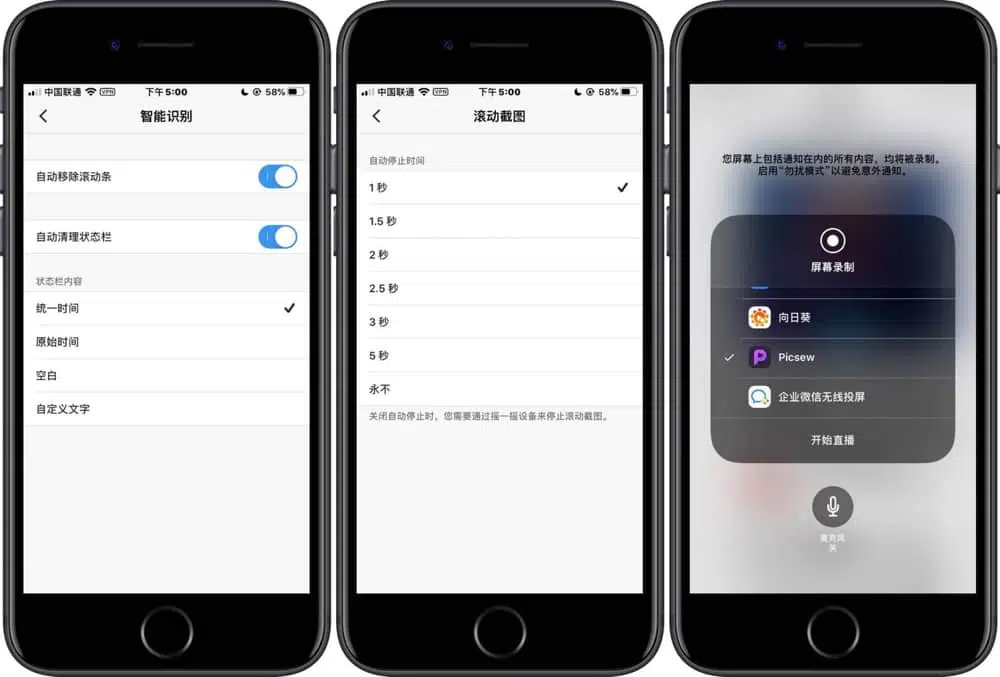 中国联通 VPN 下午5:00 58%
智能识别
自动移除滚动条
自动清理状态栏
状态栏内容
统一时间
原始时间
空白
自定义文字
中国联通 VPN 下午5:00 58%
滚动截图
自动停止时间
1 秒
1.5 秒
2 秒
2.5 秒
3 秒
5 秒
永不
关闭自动停止时，您需要通过摇一摇设备来停止滚动截图。
您屏幕上包括通知在内的所有内容，均将被录制。
启用“勿扰模式”以避免意外通知。
屏幕录制
向日葵
Picsew
企业微信无线投屏
开始直播
麦克风
关